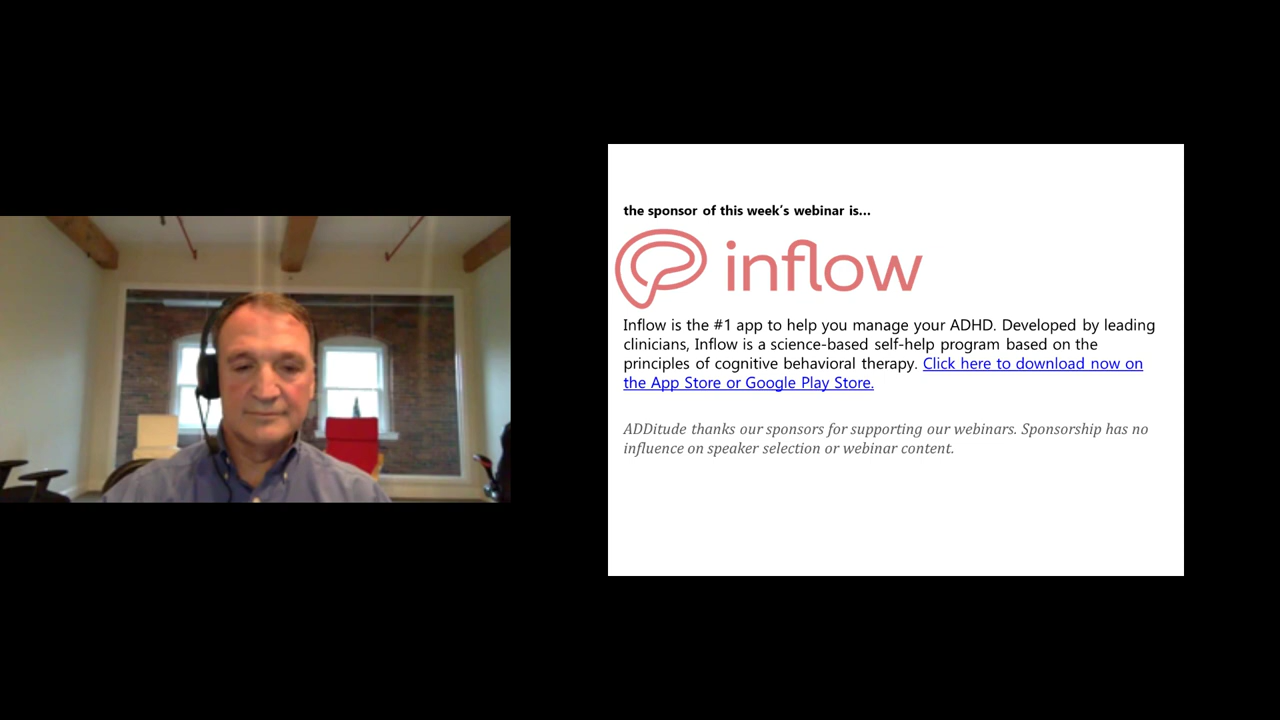 the sponsor of this week's webinar is...
inflow
Inflow is the #1 app to help you manage your ADHD. Developed by leading
clinicians, Inflow is a science-based self-help program based on the
principles of cognitive behavioral therapy. Click here to download now on
the App Store or Google Play Store.
ADDitude thanks our sponsors for supporting our webinars. Sponsorship has no
influence on speaker selection or webinar content.